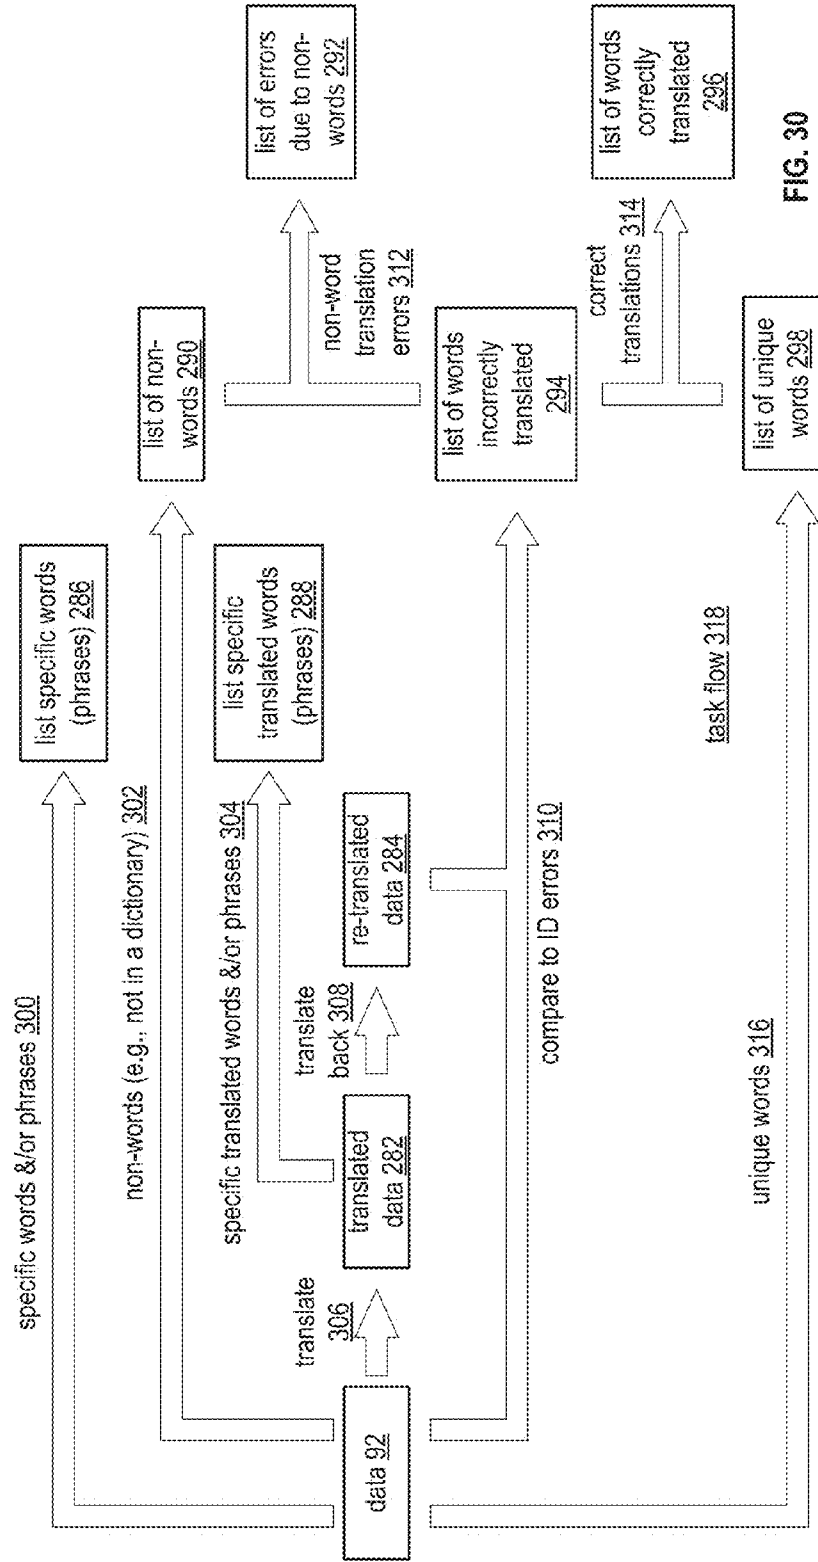 specific words &/or phrases 300
list specific words
(phrases) 286
non-words (e.g., not in a dictionary) 302
list of non-
words 290
list of errors
due to non-
words 292
specific translated words &/or phrases 304
list specific
translated words
(phrases) 288
non-word
translation
errors 312
data 92
translate
306
translated
data 282
translate
back 308
re-translated
data 284
list of words
incorrectly
translated
294
compare to ID errors 310
correct
translations 314
list of words
correctly
translated
296
unique words 316
task flow 318
list of unique
words 298
FIG. 30